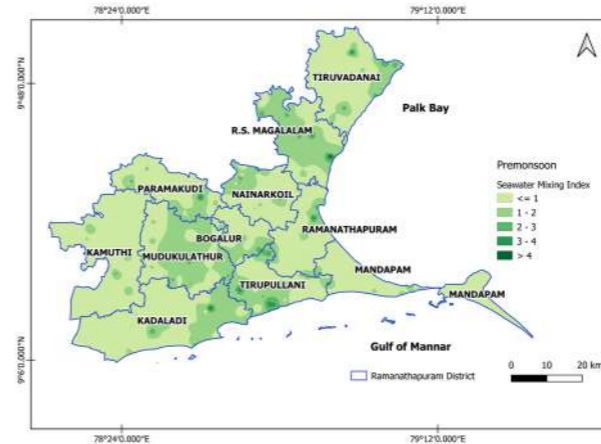 78°24'0.000"E
79°12'0.000"E
9°48'0.000"N
TIRUVADANAI
Palk Bay
R.S. MAGALALAM
Premonsoon
Seawater Mixing Index
<= 1
1 - 2
2 - 3
3 - 4
> 4
PARAMAKUDI
NAINARKOIL
RAMANATHAPURAM
BOGALUR
KAMUTHI
MUDUKULATHUR
MANDAPAM
TIRUPULLANI
MANDAPAM
KADALADI
Gulf of Mannar
9°6'0.000"N
0 10 20 km
Ramanathapuram District
78°24'0.000"E
79°12'0.000"E